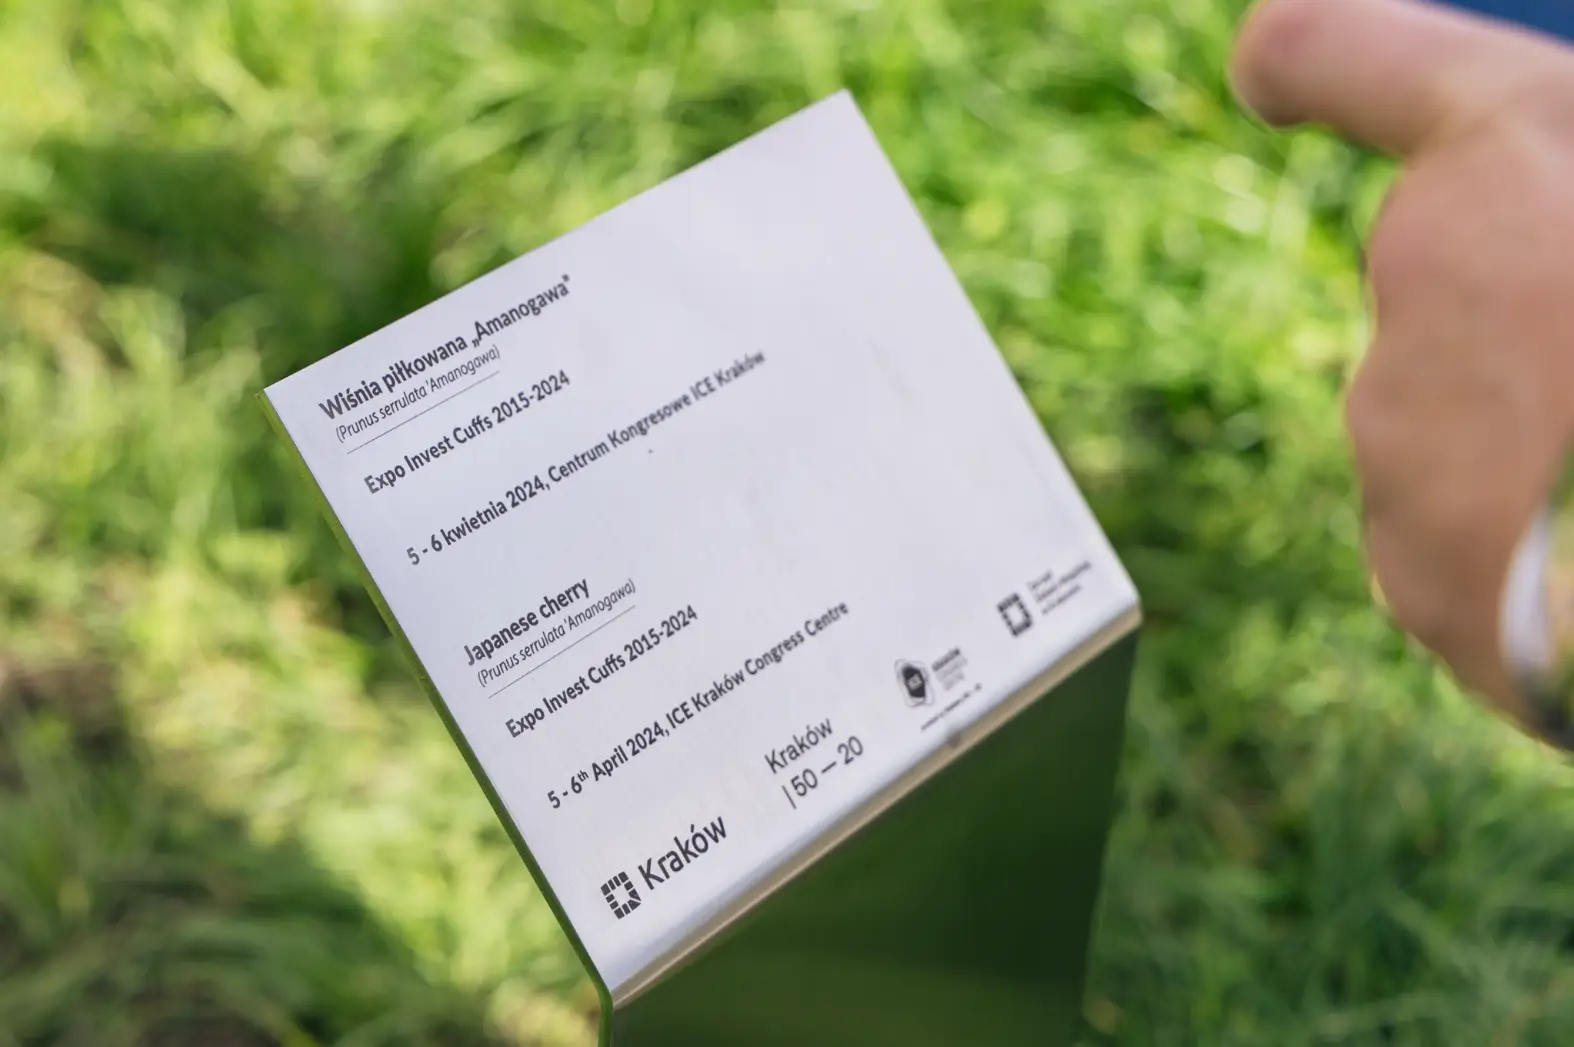 Wiśnia piłkowana „Amanogawa”
(Prunus serrulata 'Amanogawa)
Expo Invest Cuffs 2015-2024
5 - 6 kwietnia 2024, Centrum Kongresowe ICE Kraków
Japanese cherry
(Prunus serrulata 'Amanogawa)
Expo Invest Cuffs 2015-2024
5 - 6th April 2024, ICE Kraków Congress Centre
Kraków
Kraków
| 50 — 20
ICE
KRAKÓW